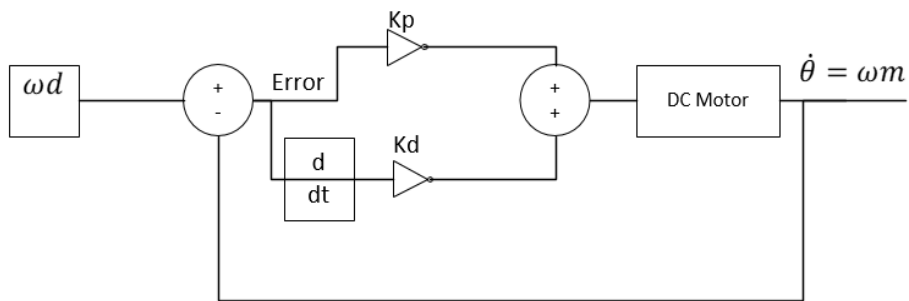 Kp
ωd
+
-
Error
+
+
DC Motor
θ̇ = ωm
d
dt
Kd